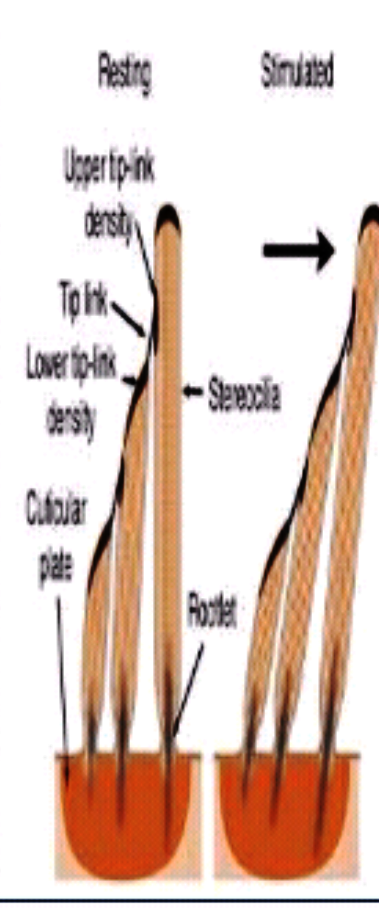 Resting
Stimulated
Upper tip-link
density
Tip link
Lower tip-link
density
Stereocilia
Cuticular
plate
Rootlet